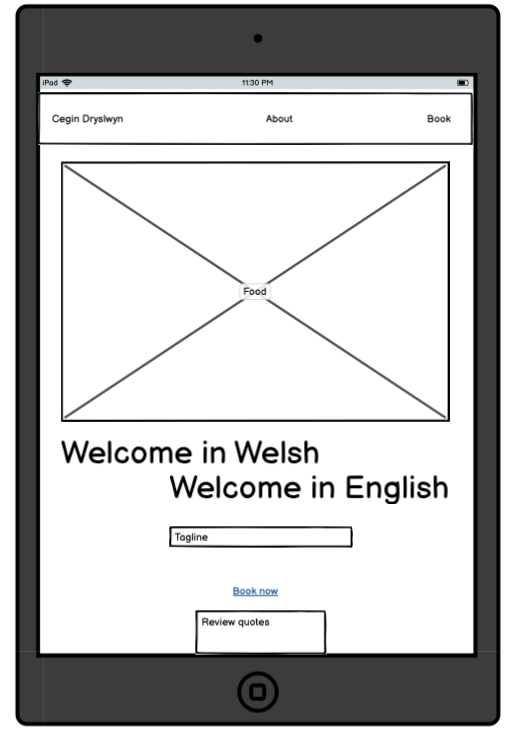 iPad 11:30 PM
Cegin Dryslwyn About Book
Food
Welcome in Welsh
Welcome in English
Tagline
Book now
Review quotes